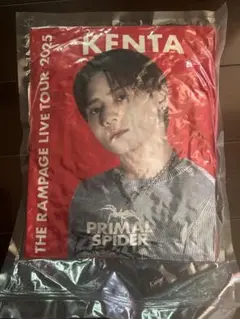 KENTA
THE RAMPAGE LIVE TOUR 2025
PRIMAL
SPIDER